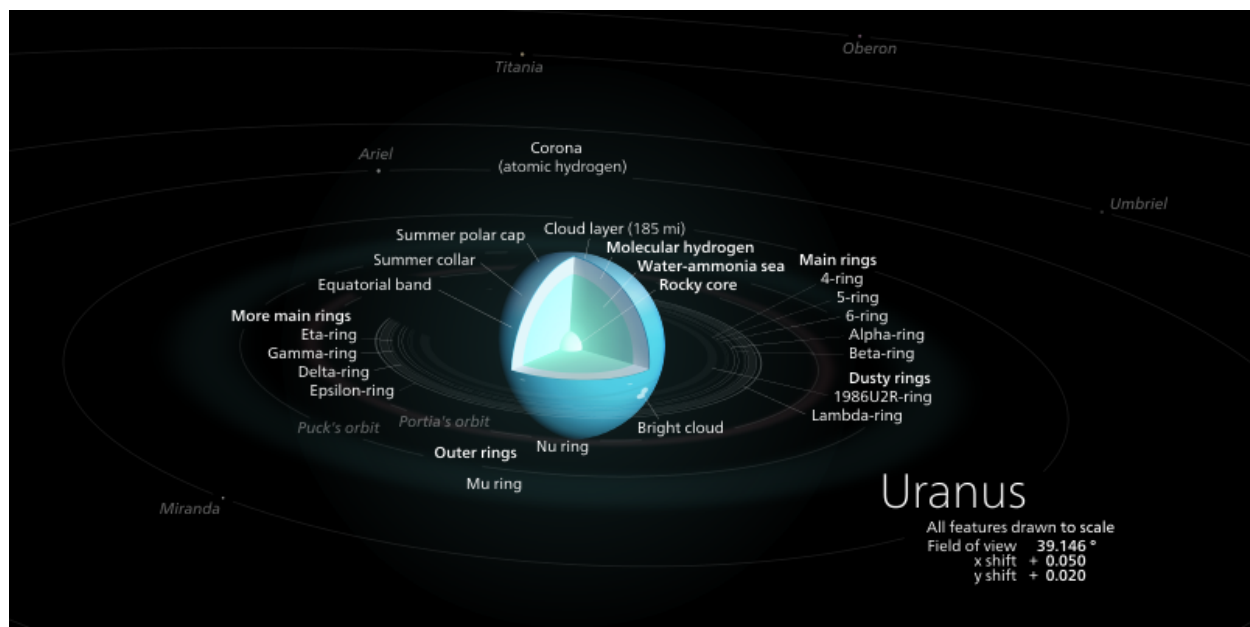 Oberon
Titania
Ariel
Corona
(atomic hydrogen)
Umbriel
Cloud layer (185 mi)
Summer polar cap
Molecular hydrogen
Summer collar
Water-ammonia sea
Main rings
Equatorial band
Rocky core
4-ring
5-ring
More main rings
6-ring
Eta-ring
Alpha-ring
Gamma-ring
Beta-ring
Delta-ring
Dusty rings
Epsilon-ring
1986U2R-ring
Lambda-ring
Puck's orbit
Portia's orbit
Bright cloud
Outer rings
Nu ring
Mu ring
Miranda
Uranus
All features drawn to scale
Field of view 39.146 °
x shift + 0.050
y shift + 0.020